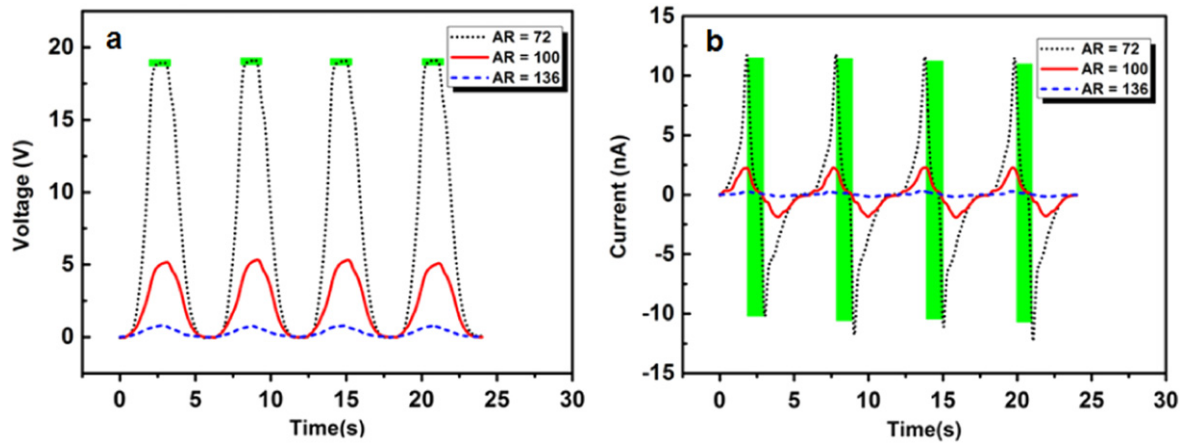 a
AR = 72
AR = 100
AR = 136
20
15
10
5
0
Voltage (V)
0 5 10 15 20 25 30
Time(s)
b
AR = 72
AR = 100
AR = 136
15
10
5
0
-5
-10
-15
Current (nA)
0 5 10 15 20 25 30
Time(s)